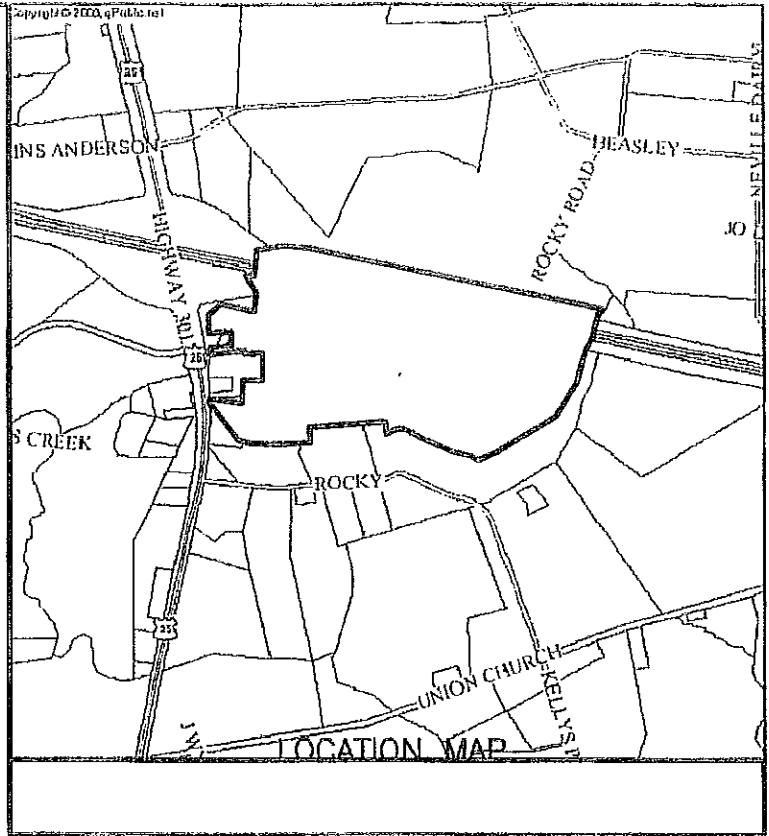 Copyright © 2000, qPublic.net
25
INS ANDERSON
HEASLEY
NEVILLE DAIRY
ROCKY ROAD
JO
HIGHWAY 301
25
S CREEK
ROCKY
25
UNION CHURCH
KELLYS P
J W
LOCATION MAP